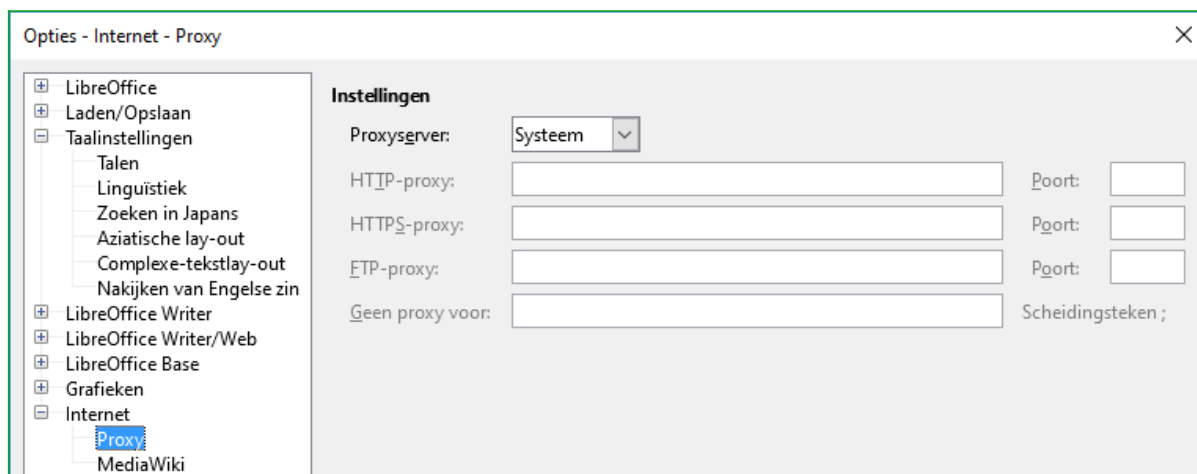 Opties - Internet - Proxy
LibreOffice
Laden/Opslaan
Taalinstellingen
Talen
Linguïstiek
Zoeken in Japans
Aziatische lay-out
Complexe-tekstlay-out
Nakijken van Engelse zin
LibreOffice Writer
LibreOffice Writer/Web
LibreOffice Base
Grafieken
Internet
Proxy
MediaWiki
Instellingen
Proxyserver: Systeem
HTTP-proxy: Poort:
HTTPS-proxy: Poort:
FTP-proxy: Poort:
Geen proxy voor: Scheidingsteken ;